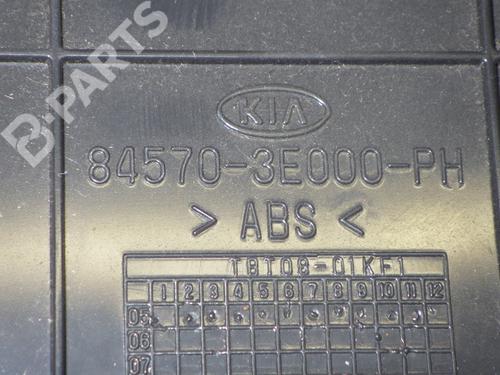 B-PARTS
KIA
84570-3E000-PH
> ABS <
TBT08-01KF1
1 2 3 4 5 6 7 8 9 10 11 12
05
06
07